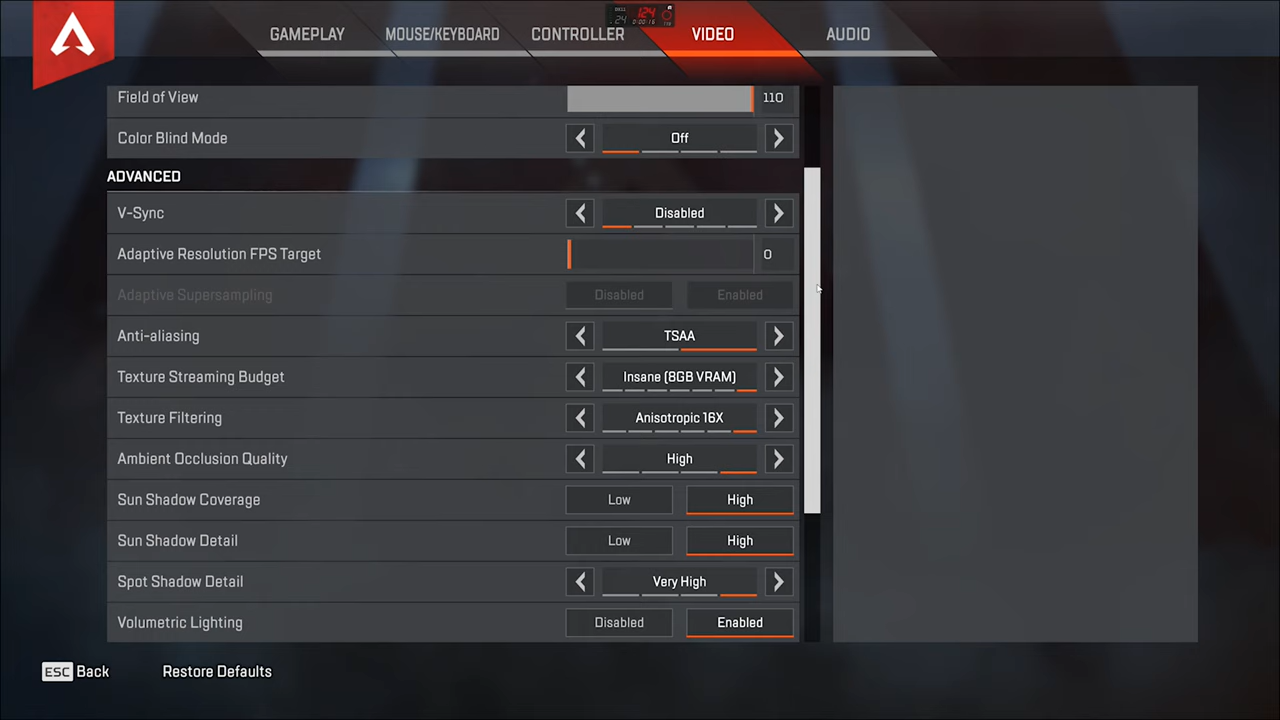 GAMEPLAY MOUSE/KEYBOARD CONTROLLER VIDEO AUDIO
24 124
Field of View 110
Color Blind Mode Off
ADVANCED
V-Sync Disabled
Adaptive Resolution FPS Target 0
Adaptive Supersampling Disabled Enabled
Anti-aliasing TSAA
Texture Streaming Budget Insane (8GB VRAM)
Texture Filtering Anisotropic 16X
Ambient Occlusion Quality High
Sun Shadow Coverage Low High
Sun Shadow Detail Low High
Spot Shadow Detail Very High
Volumetric Lighting Disabled Enabled
ESC Back Restore Defaults